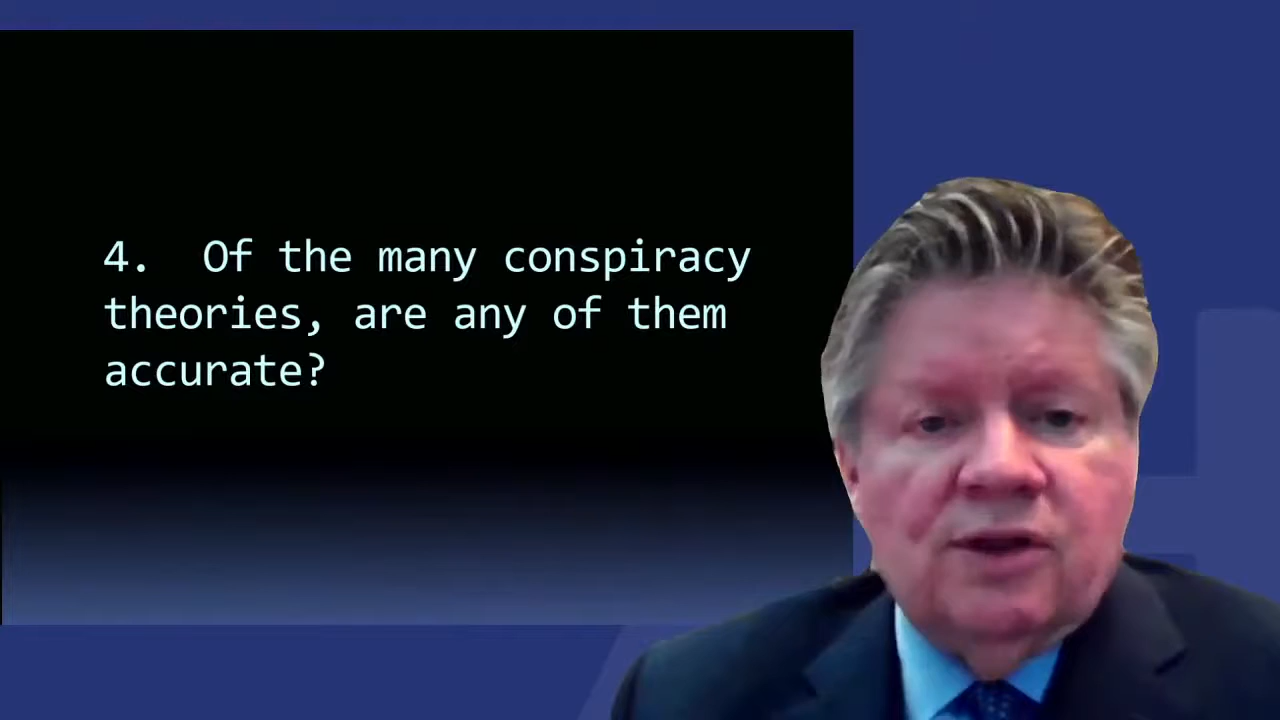 4.  Of the many conspiracy
theories, are any of them
accurate?